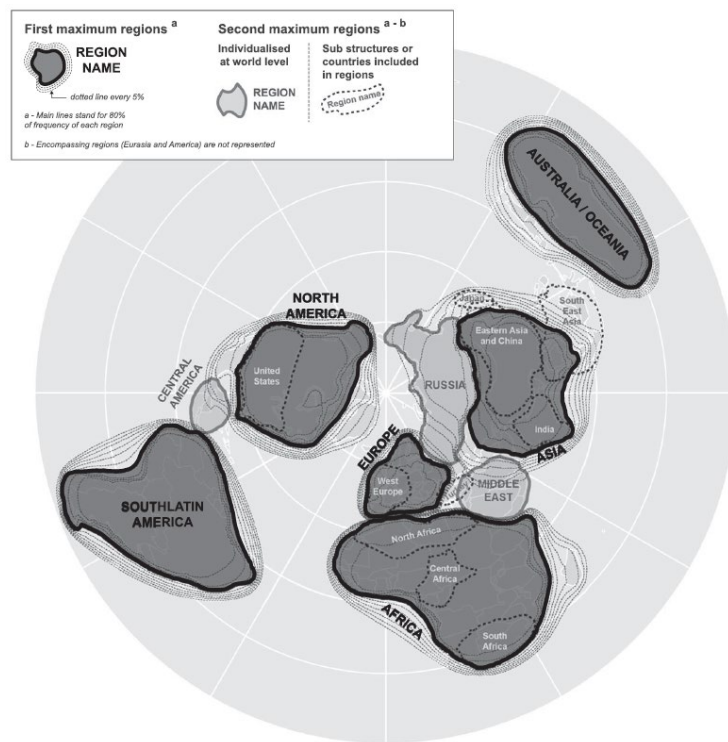 First maximum regions a
REGION
NAME
dotted line every 5%
a - Main lines stand for 80%
of frequency of each region
b - Encompassing regions (Eurasia and America) are not represented
Second maximum regions a - b
Individualised
at world level
REGION
NAME
Sub structures or
countries included
in regions
Region name
AUSTRALIA / OCEANIA
NORTH
AMERICA
Japan
South
East
Asia
Eastern Asia
and China
United
States
CENTRAL
AMERICA
RUSSIA
India
ASIA
EUROPE
West
Europe
MIDDLE
EAST
SOUTHLATIN
AMERICA
North Africa
Central
Africa
South
Africa
AFRICA